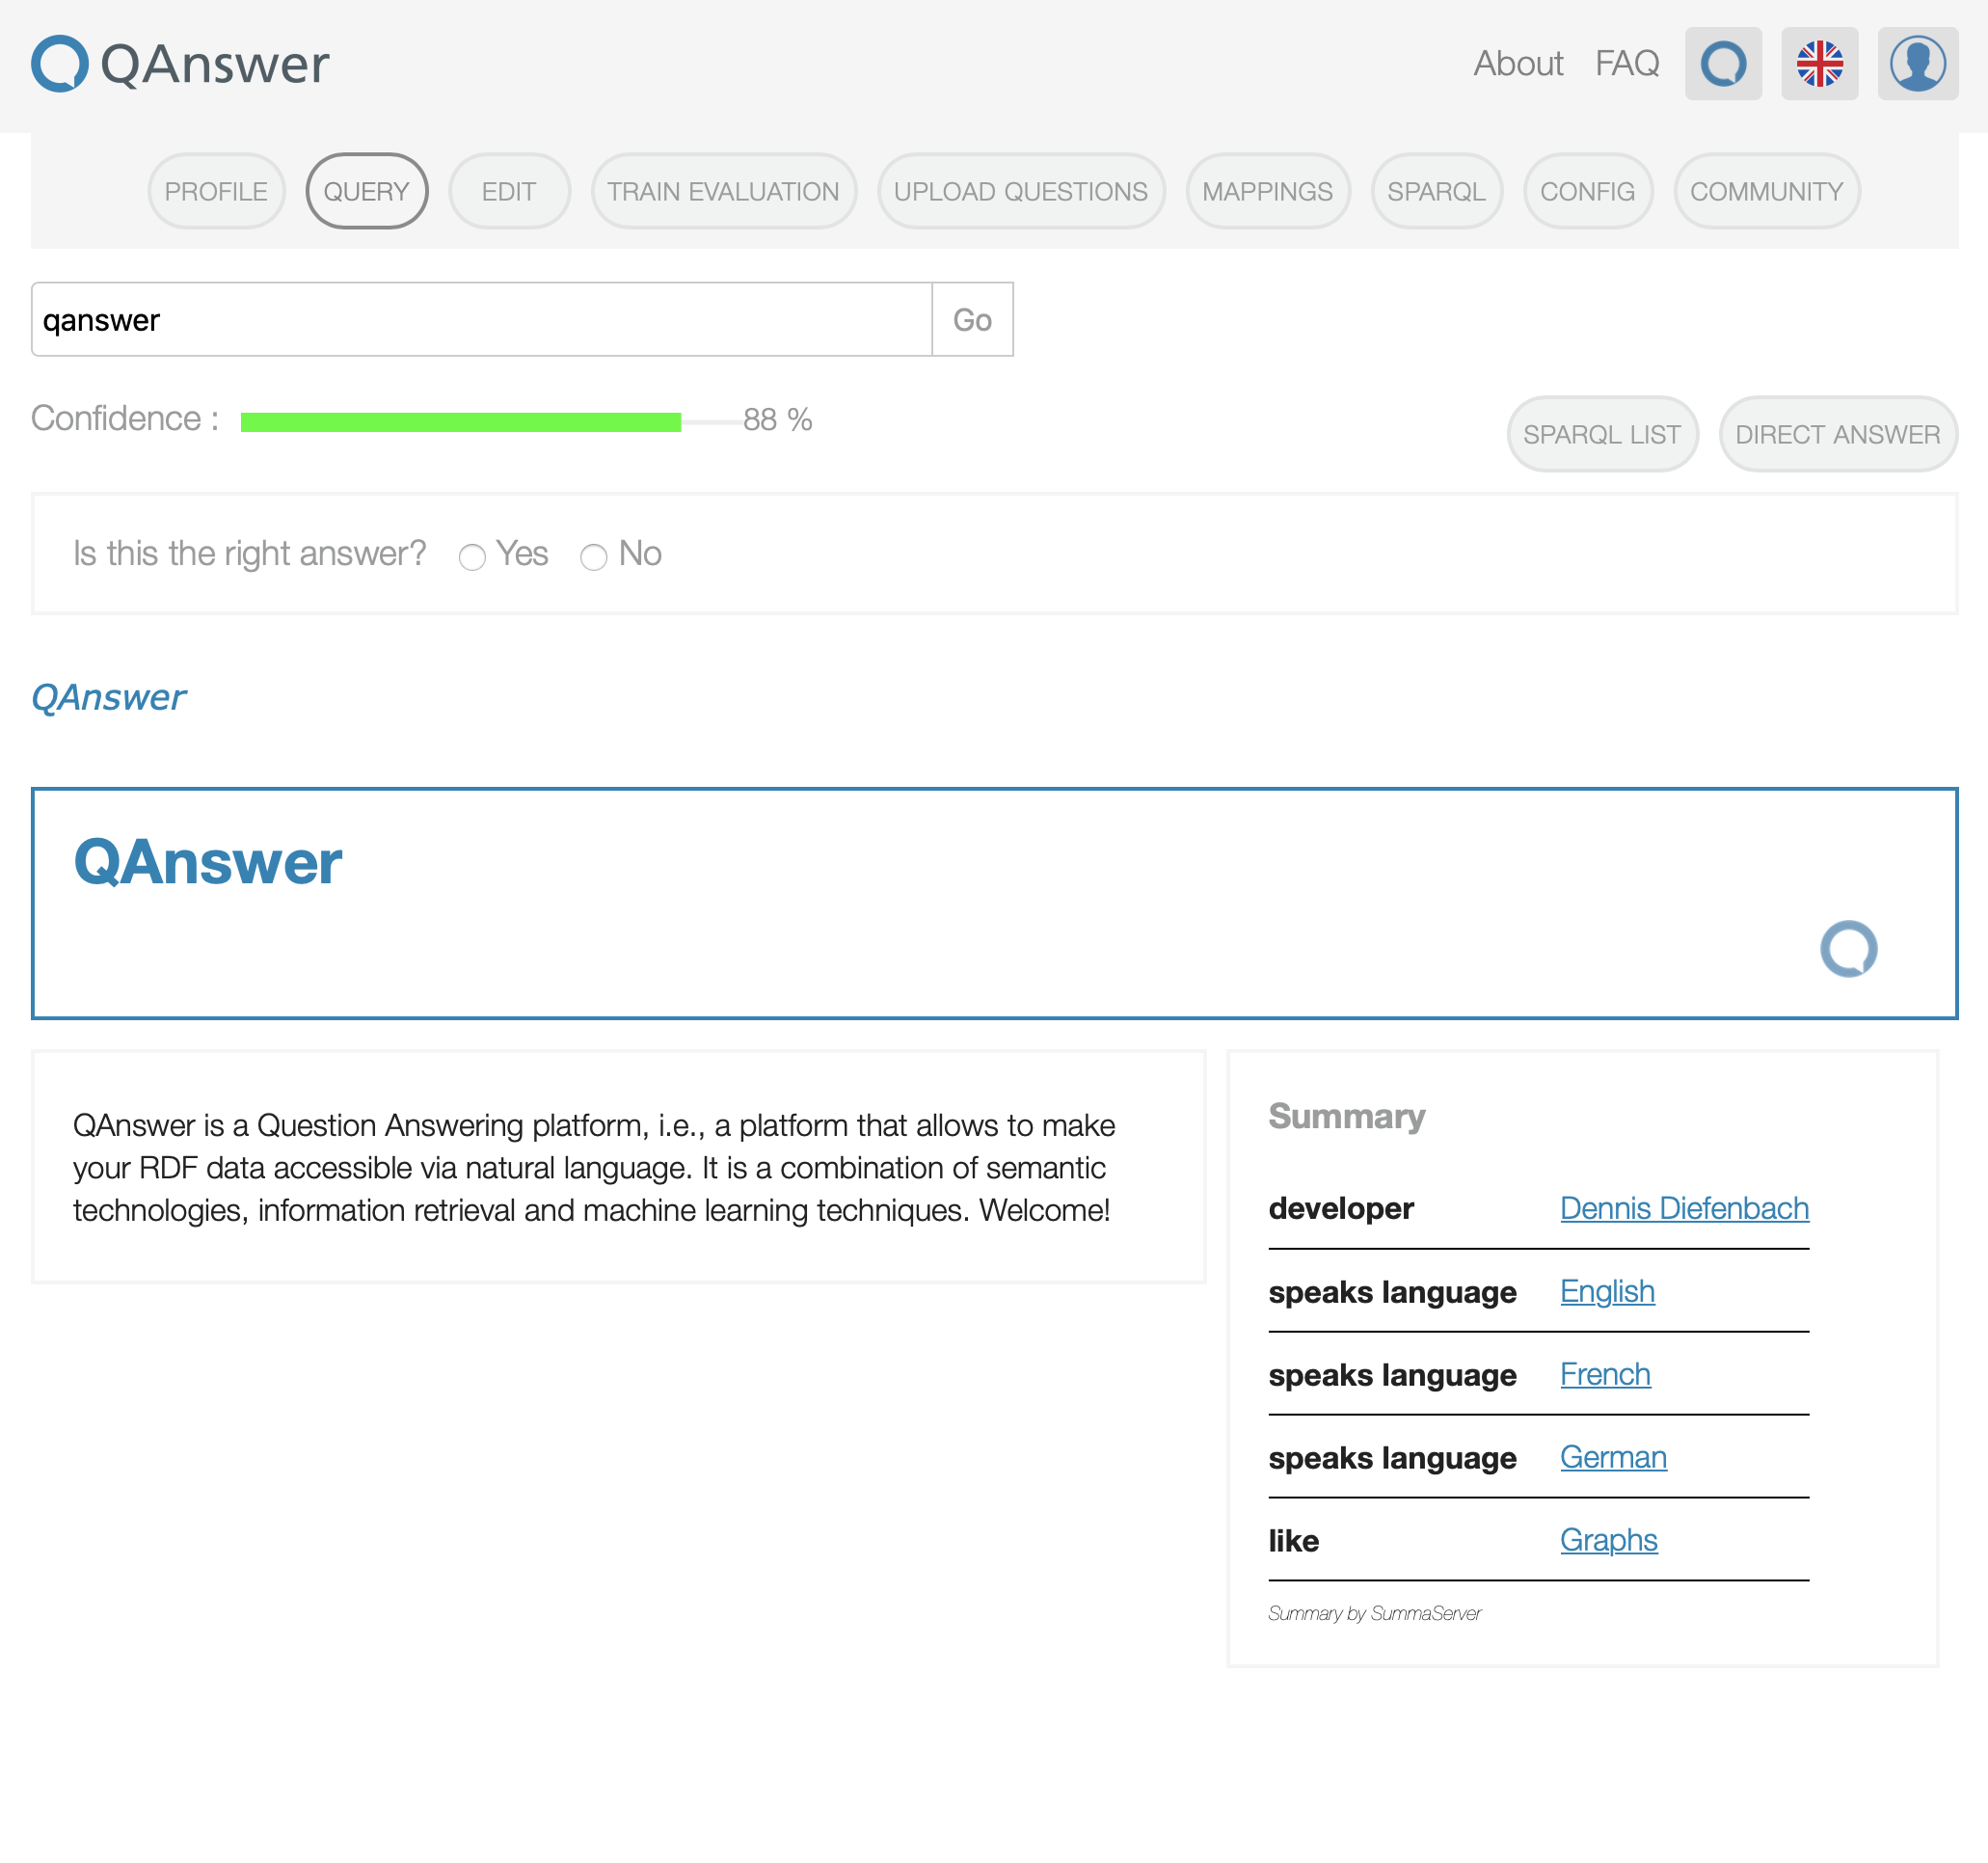 QAnswer
About FAQ
PROFILE QUERY EDIT TRAIN EVALUATION UPLOAD QUESTIONS MAPPINGS SPARQL CONFIG COMMUNITY
qanswer Go
Confidence : 88 %
SPARQL LIST DIRECT ANSWER
Is this the right answer? Yes No
QAnswer
QAnswer
QAnswer is a Question Answering platform, i.e., a platform that allows to make
your RDF data accessible via natural language. It is a combination of semantic
technologies, information retrieval and machine learning techniques. Welcome!
Summary
developer Dennis Diefenbach
speaks language English
speaks language French
speaks language German
like Graphs
Summary by SummaServer